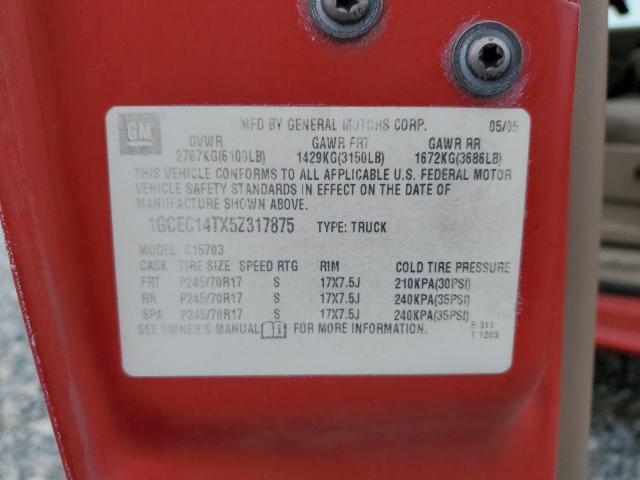 GM
MFD BY GENERAL MOTORS CORP. 05/05
GVWR GAWR FRT GAWR RR
2767KG(6100LB) 1429KG(3150LB) 1672KG(3686LB)
THIS VEHICLE CONFORMS TO ALL APPLICABLE U.S. FEDERAL MOTOR
VEHICLE SAFETY STANDARDS IN EFFECT ON THE DATE OF
MANUFACTURE SHOWN ABOVE.
1GCEC14TX5Z317875 TYPE: TRUCK
MODEL: C15703
CASK TIRE SIZE SPEED RTG RIM COLD TIRE PRESSURE
FRT P245/70R17 S 17X7.5J 210KPA(30PSI)
RR P245/70R17 S 17X7.5J 240KPA(35PSI)
SPA P245/70R17 S 17X7.5J 240KPA(35PSI)
SEE OWNER'S MANUAL FOR MORE INFORMATION.
F 311
T 1203